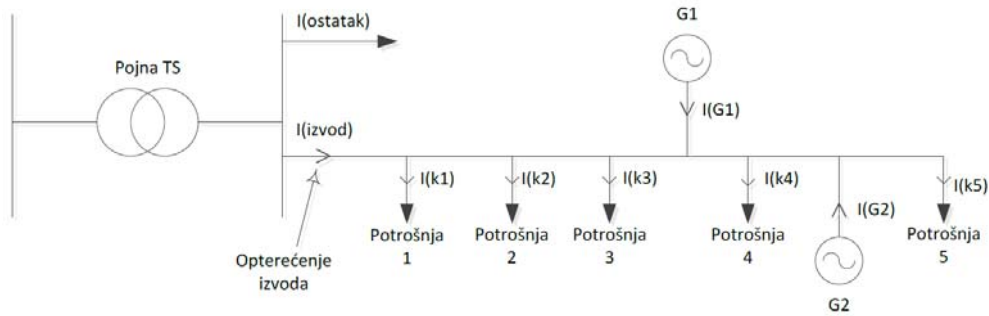 I(ostatak)
G1
Pojna TS
I(G1)
I(izvod)
I(k1)
I(k2)
I(k3)
I(k4)
I(k5)
I(G2)
Potrošnja
1
Potrošnja
2
Potrošnja
3
Potrošnja
4
Potrošnja
5
Opterećenje
izvoda
G2